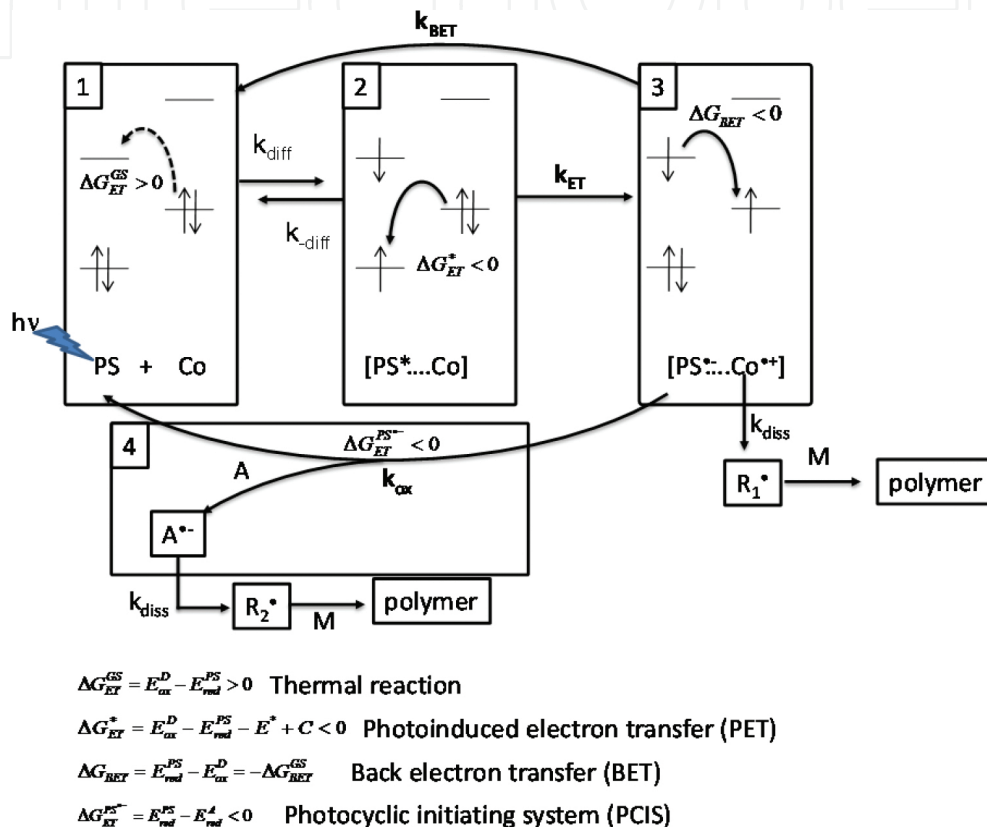 k_BET
1
2
3
ΔG_BET <0
k_diff
ΔG_ET^GS >0
k_ET
k_-diff
ΔG_ET^* <0
hν
PS + Co
[PS*....Co]
[PS•-...Co•+]
k_diss
4
ΔG_ET^PS•- <0
A
k_ox
M
R₁•
polymer
A•-
k_diss
R₂•
M
polymer
ΔG_ET^GS = E_ox^D – E_red^PS >0 Thermal reaction
ΔG_ET^* = E_ox^D – E_red^PS – E^* + C <0 Photoinduced electron transfer (PET)
ΔG_BET = E_red^PS – E_ox^D = –ΔG_BET^GS Back electron transfer (BET)
ΔG_ET^PS•- = E_red^PS – E_red^A <0 Photocyclic initiating system (PCIS)